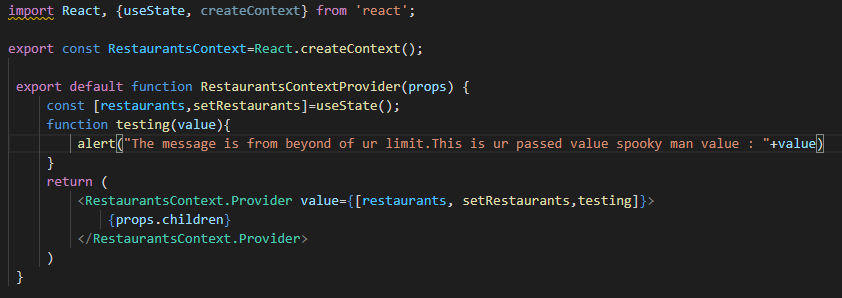 import React, {useState, createContext} from 'react';
export const RestaurantsContext=React.createContext();
export default function RestaurantsContextProvider(props) {
const [restaurants,setRestaurants]=useState();
function testing(value){
alert("The message is from beyond of ur limit.This is ur passed value spooky man value : "+value)
}
return (
<RestaurantsContext.Provider value={[restaurants, setRestaurants,testing]}>
{props.children}
</RestaurantsContext.Provider>
)
}